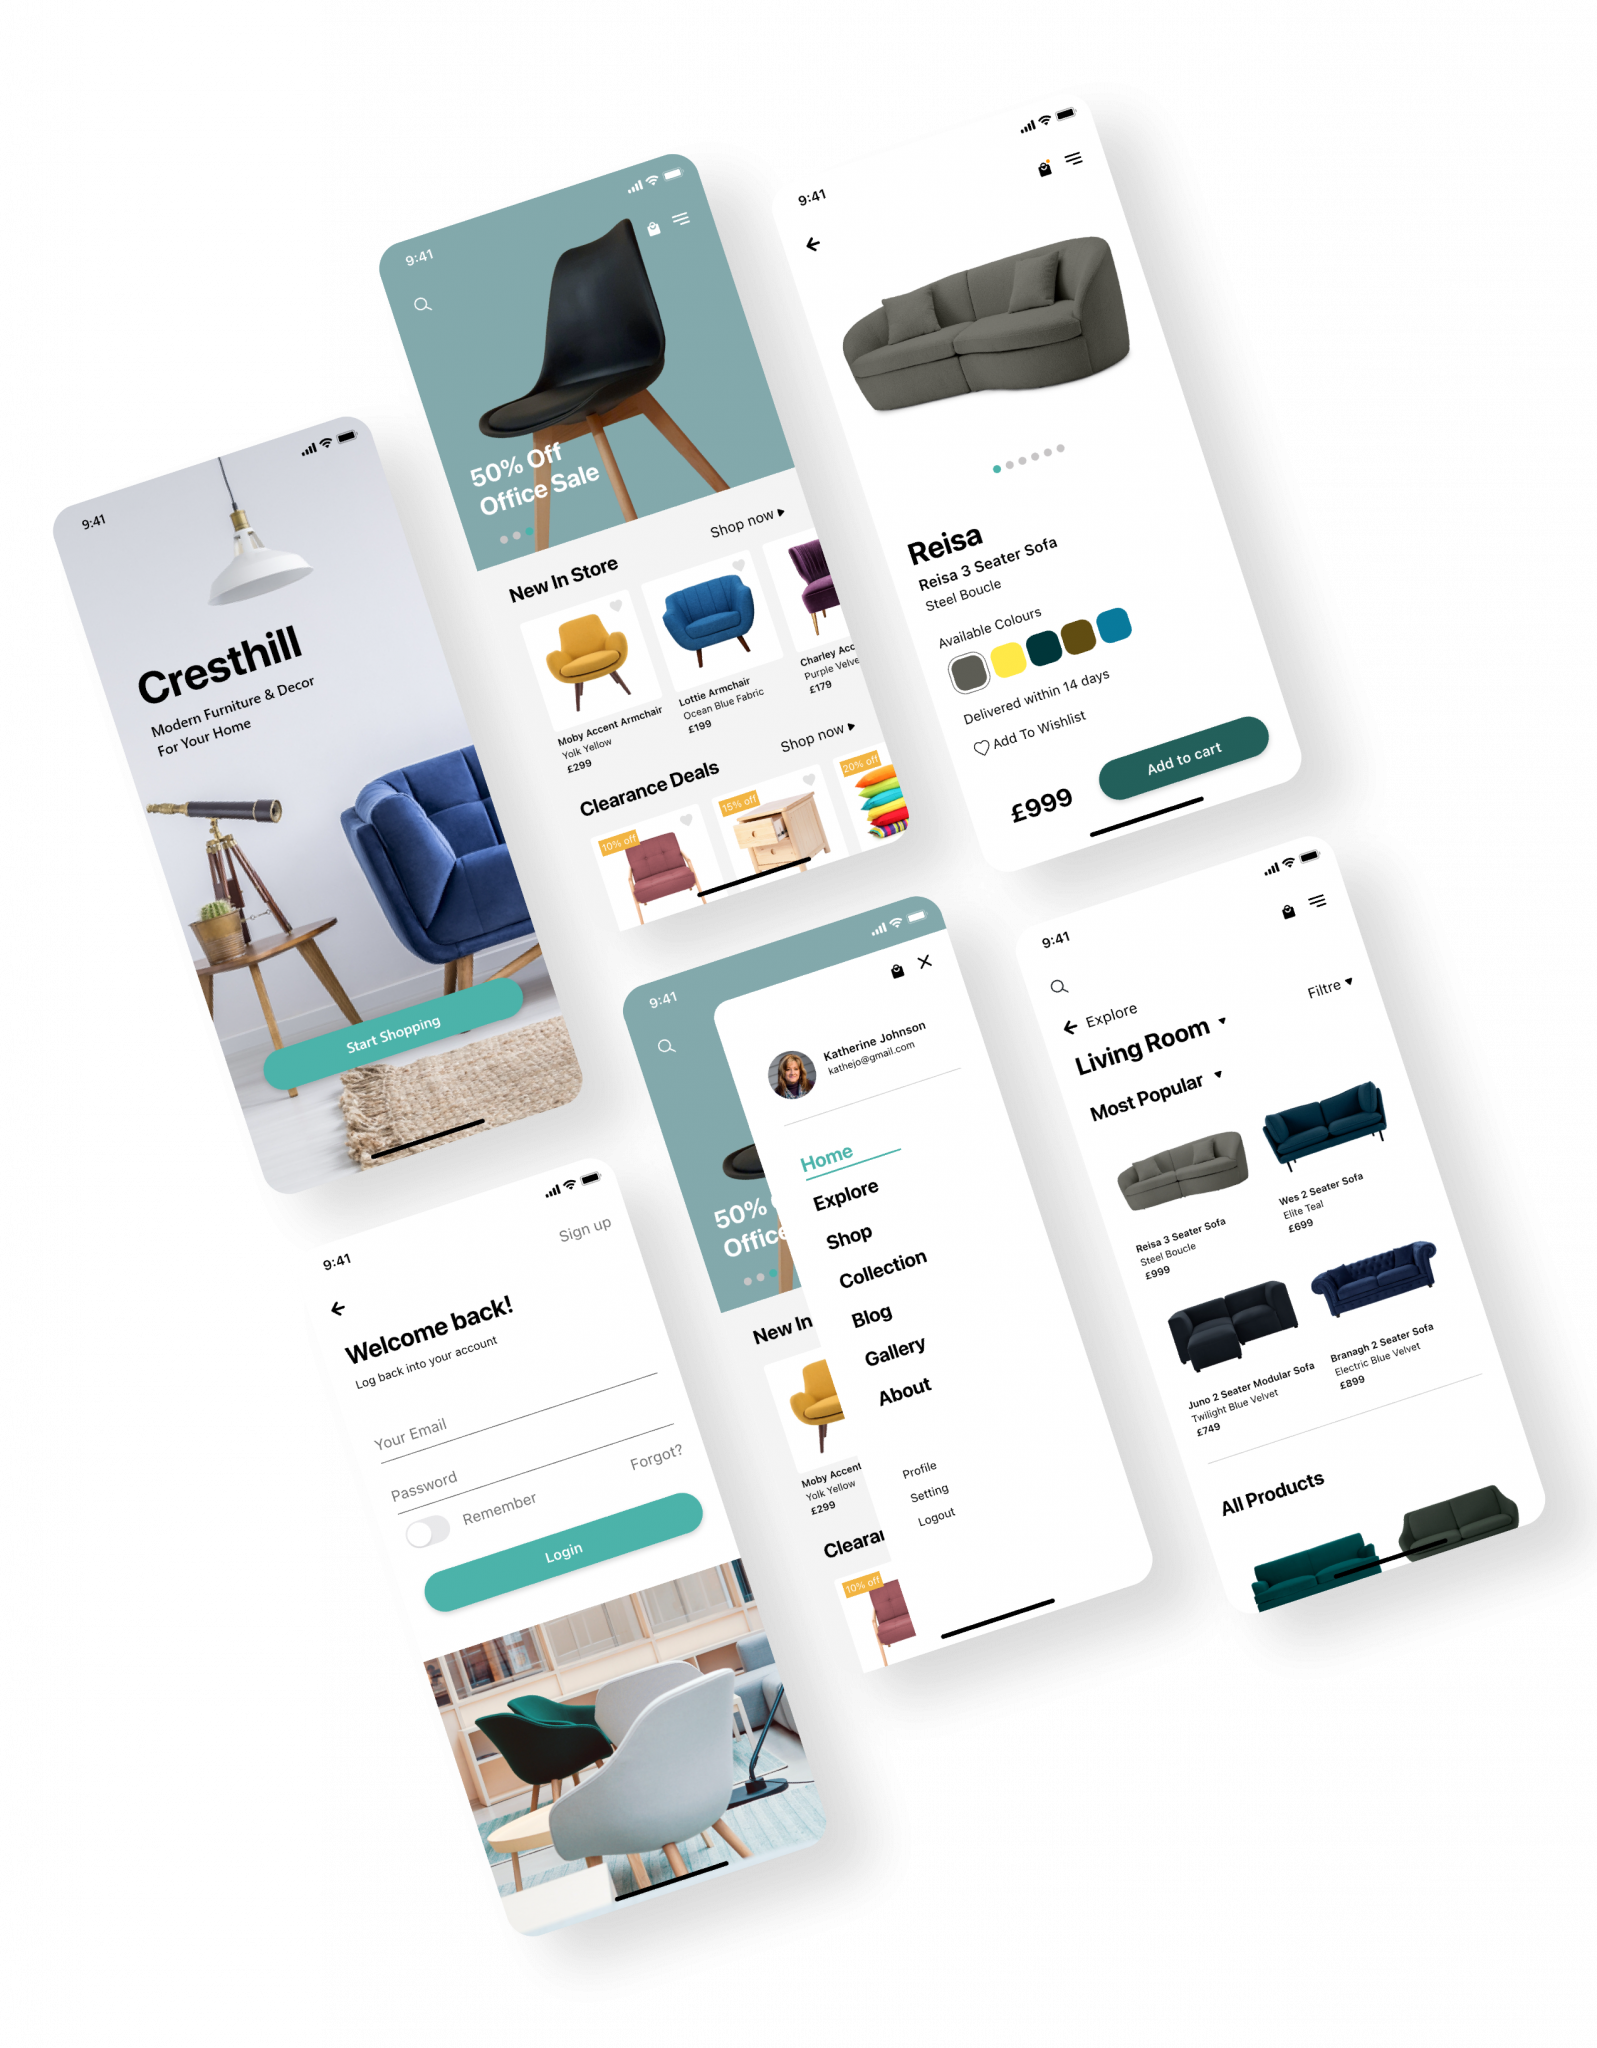 9:41
Cresthill
Modern Furniture & Decor
For Your Home
Start Shopping
9:41
50% Off
Office Sale
Shop now
New In Store
Moby Accent Armchair
Yolk Yellow
£299
Lottie Armchair
Ocean Blue Fabric
£199
Charley Acc
Purple Velve
£179
Shop now
Clearance Deals
10% off
15% off
20% off
9:41
Reisa
Reisa 3 Seater Sofa
Steel Boucle
Available Colours
Delivered within 14 days
Add To Wishlist
£999
Add to cart
9:41
Sign up
Welcome back!
Log back into your account
Your Email
Password
Forgot?
Remember
Login
9:41
50%
Office
New In
Moby Accent
Yolk Yellow
£299
Clearan
10% off
Katherine Johnson
kathejo@gmail.com
Home
Explore
Shop
Collection
Blog
Gallery
About
Profile
Setting
Logout
9:41
Explore
Filtre
Living Room
Most Popular
Reisa 3 Seater Sofa
Steel Boucle
£999
Wes 2 Seater Sofa
Elite Teal
£699
Juno 2 Seater Modular Sofa
Twilight Blue Velvet
£749
Branagh 2 Seater Sofa
Electric Blue Velvet
£899
All Products